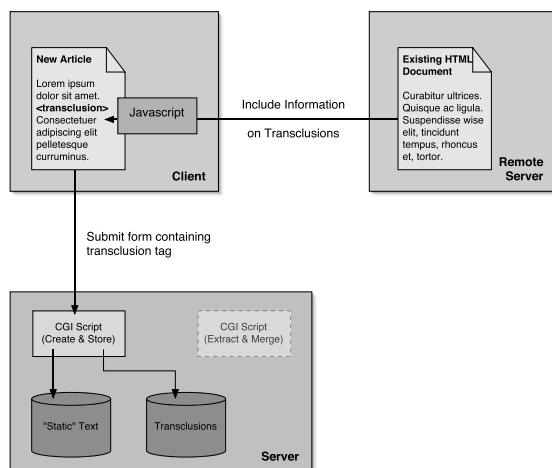 New Article
Lorem ipsum
dolor sit amet.
<transclusion>
Consectetuer
adipiscing elit
pelletesque
curruminus.
Javascript
Client
Include Information
on Transclusions
Existing HTML
Document
Curabitur ultrices.
Quisque ac ligula.
Suspendisse wise
elit, tincidunt
tempus, rhoncus
et, tortor.
Remote
Server
Submit form containing
transclusion tag
CGI Script
(Create & Store)
CGI Script
(Extract & Merge)
"Static" Text
Transclusions
Server